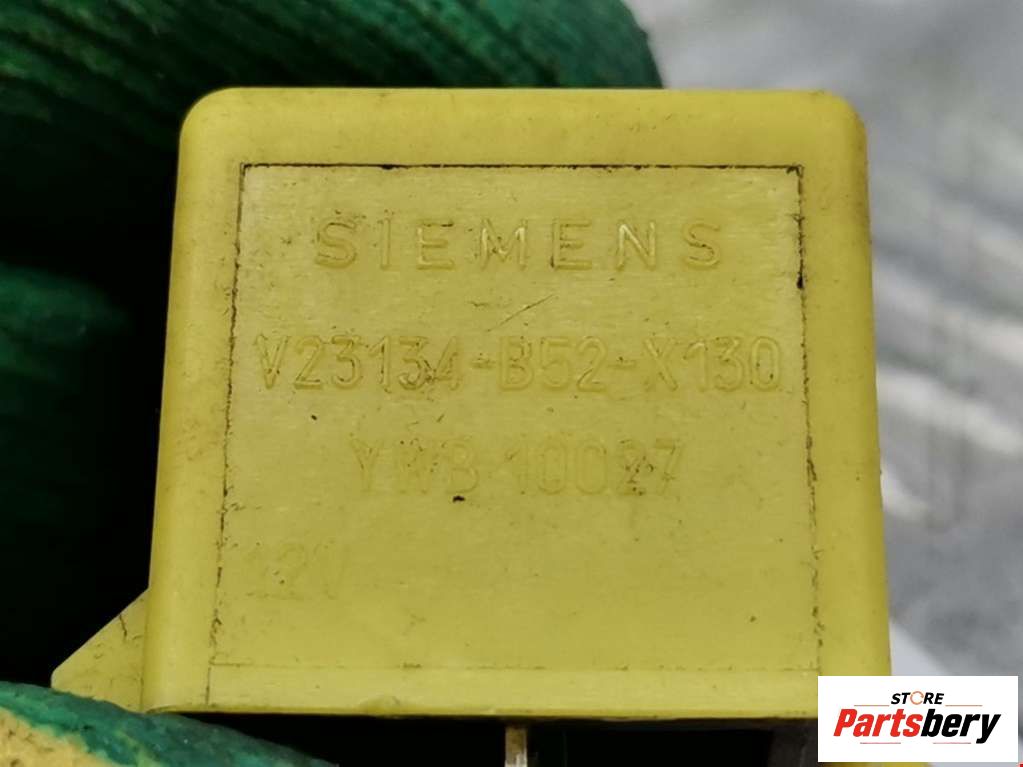 SIEMENS
V23134-B52-X130
YWB 10027
12V
STORE
Partsbery